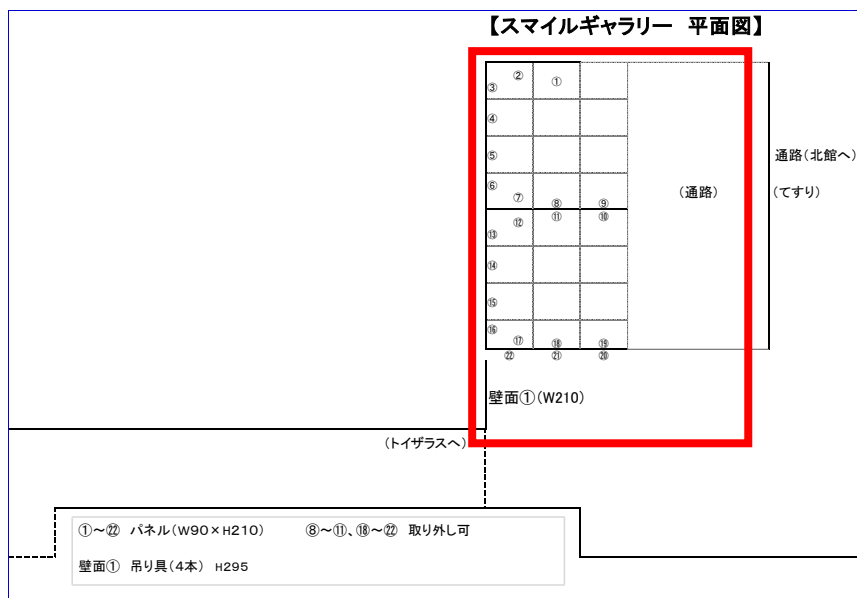 【スマイルギャラリー 平面図】
② ①
③
④
⑤
通路(北館へ)
⑥
⑦ ⑧ ⑨
(通路)
(てすり)
⑫ ⑪ ⑩
⑬
⑭
⑮
⑯
⑰ ⑱ ⑲
㉒ ㉑ ⑳
壁面①(W210)
(トイザラスへ)
①~㉒ パネル(W90×H210) ⑧~⑪、⑱~㉒ 取り外し可
壁面① 吊り具(4本) H295